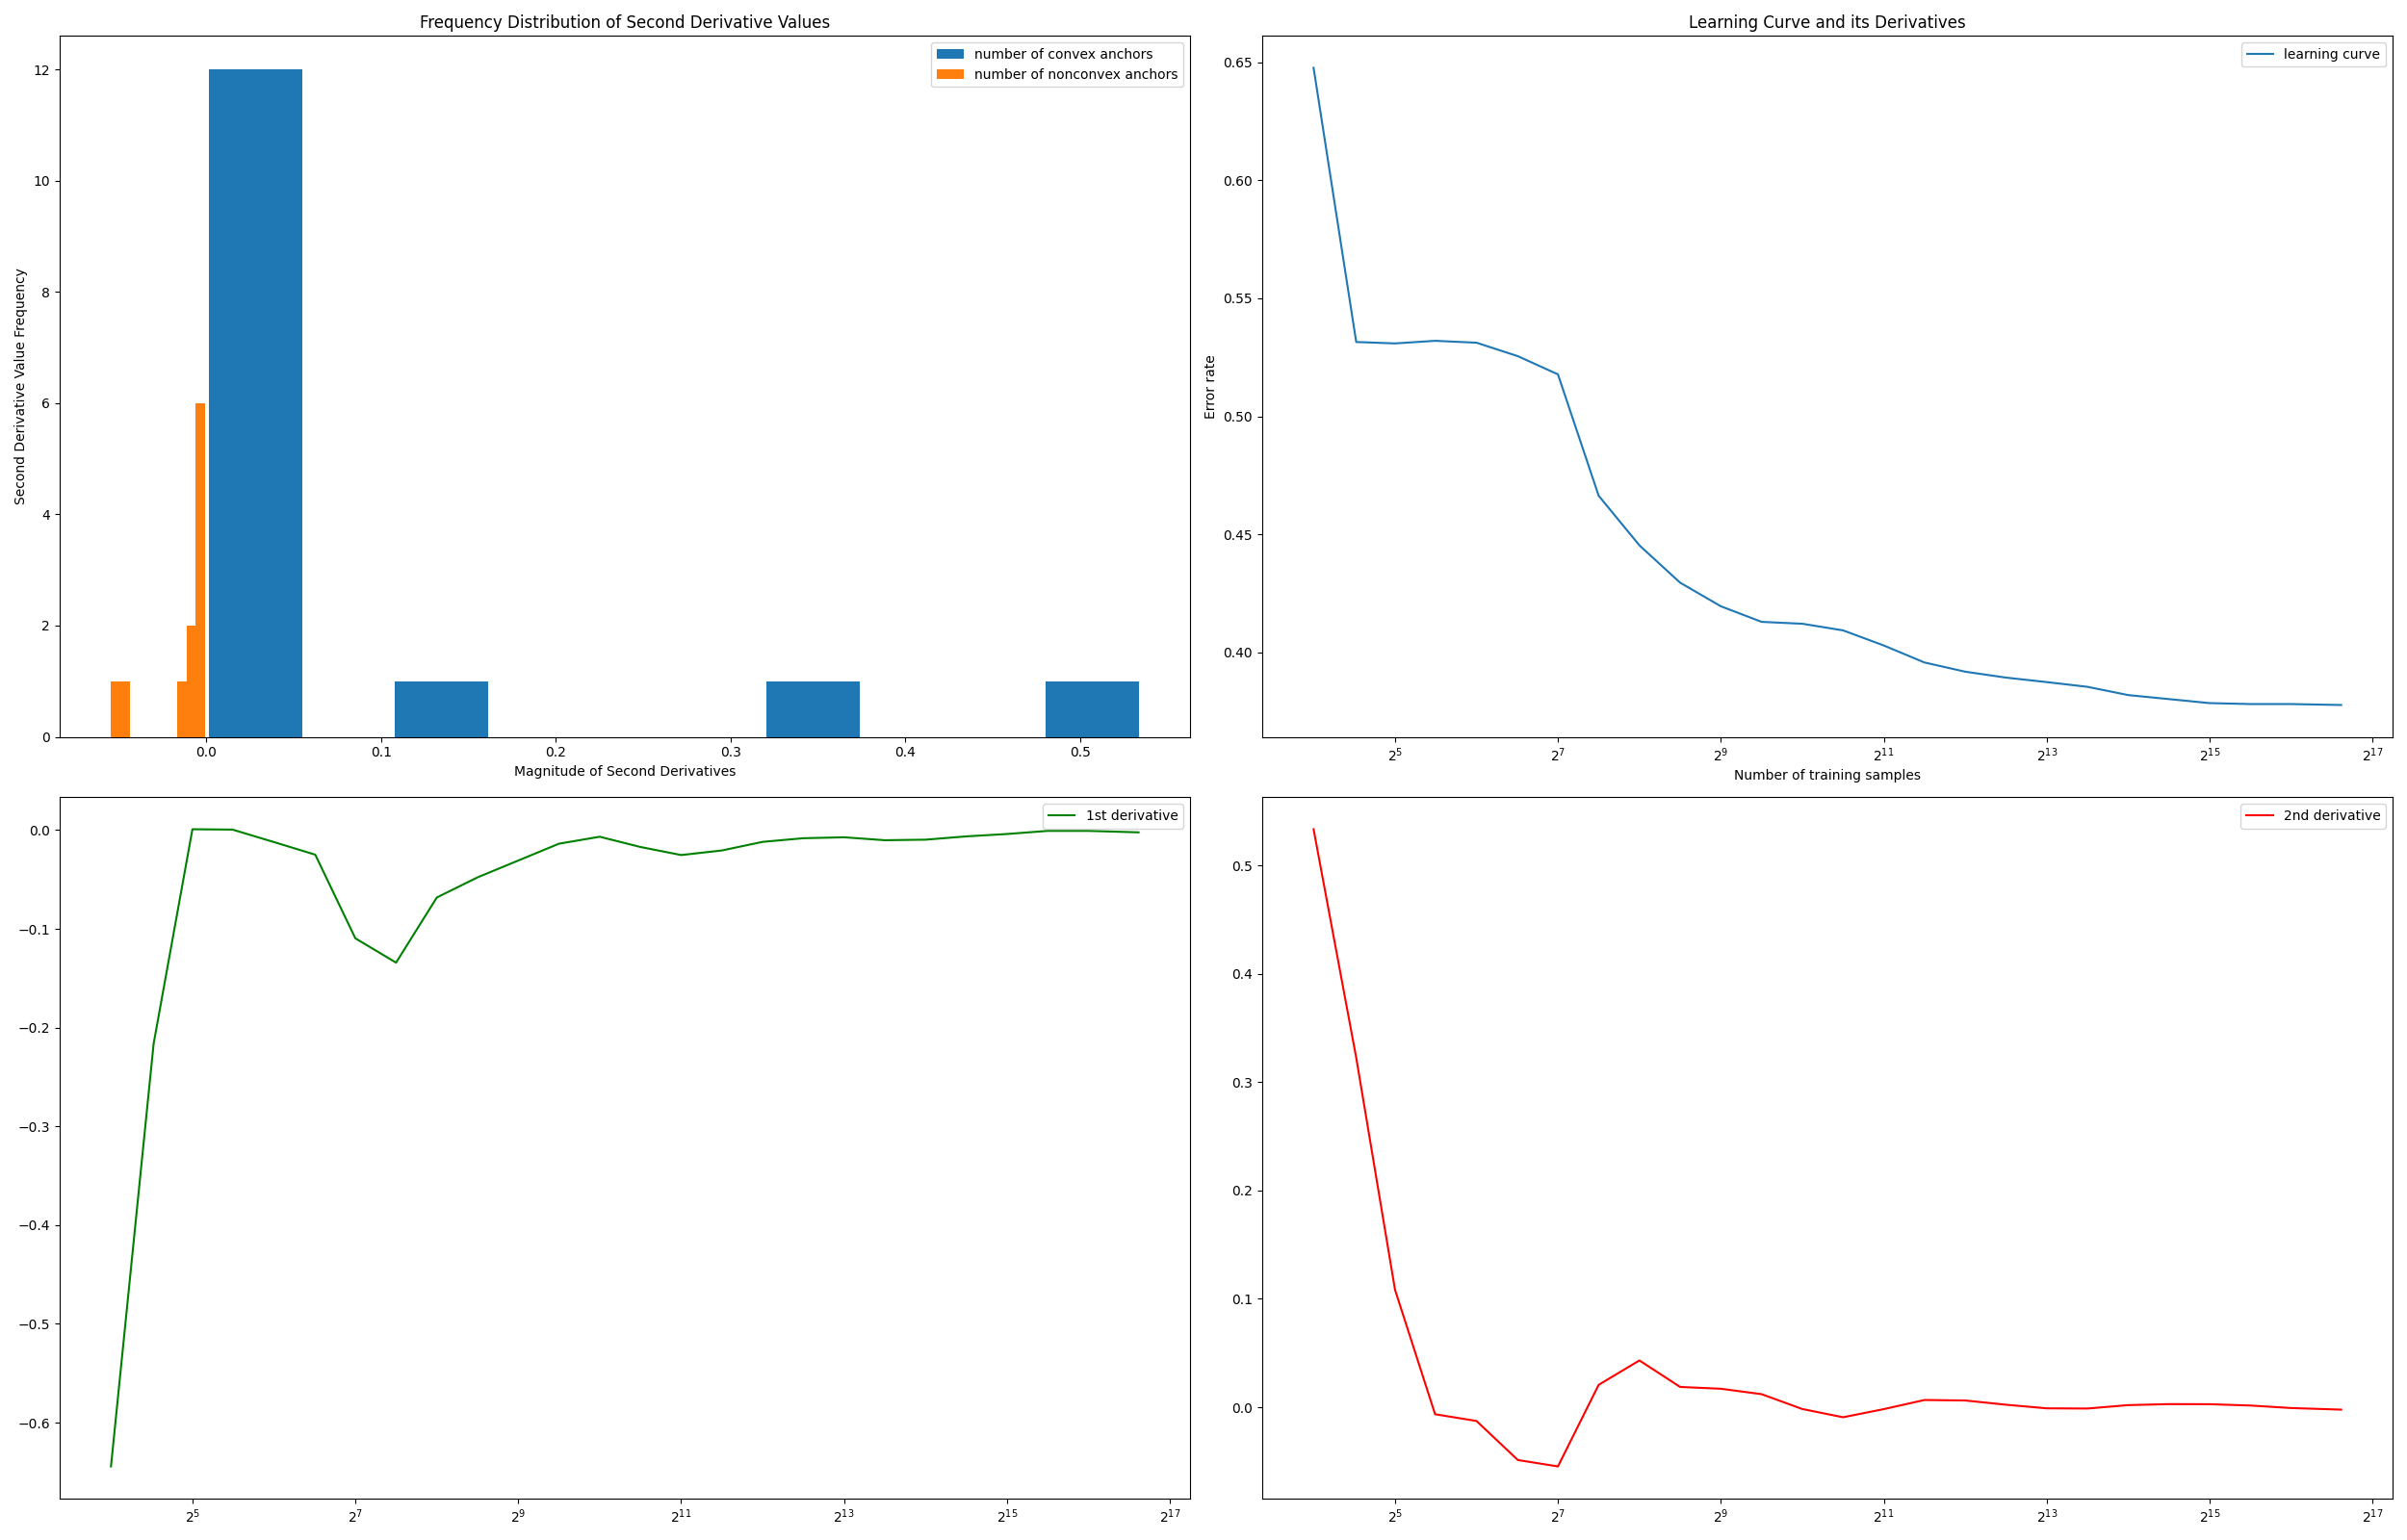 Frequency Distribution of Second Derivative Values
number of convex anchors
number of nonconvex anchors
Second Derivative Value Frequency
12
10
8
6
4
2
0
0.0 0.1 0.2 0.3 0.4 0.5
Magnitude of Second Derivatives
Learning Curve and its Derivatives
learning curve
Error rate
0.65
0.60
0.55
0.50
0.45
0.40
2^5 2^7 2^9 2^11 2^13 2^15 2^17
Number of training samples
1st derivative
0.0
−0.1
−0.2
−0.3
−0.4
−0.5
−0.6
2^5 2^7 2^9 2^11 2^13 2^15 2^17
2nd derivative
0.5
0.4
0.3
0.2
0.1
0.0
2^5 2^7 2^9 2^11 2^13 2^15 2^17